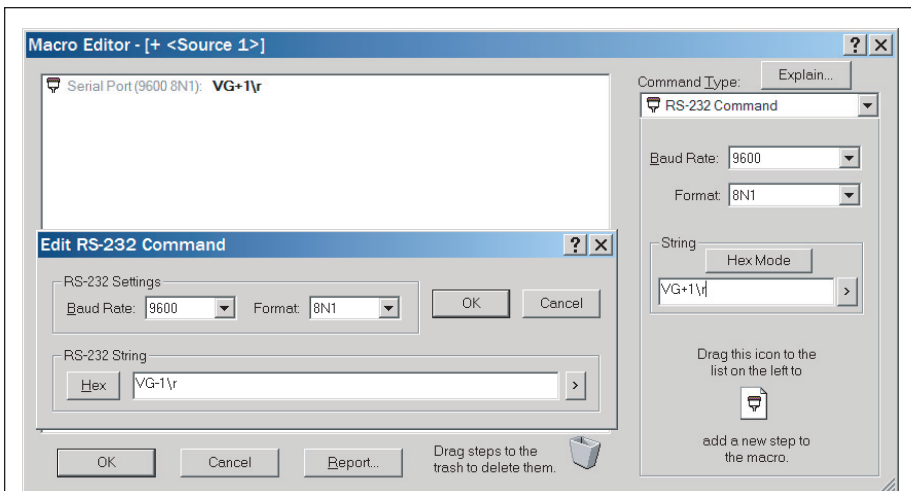 Macro Editor - [+ <Source 1>]
Serial Port (9600 8N1): VG+1\r
Explain...
Command Type:
RS-232 Command
Baud Rate: 9600
Format: 8N1
String
Hex Mode
VG+1\r
>
Drag this icon to the
list on the left to
add a new step to
the macro.
Edit RS-232 Command
RS-232 Settings
Baud Rate: 9600 Format: 8N1
OK Cancel
RS-232 String
Hex VG-1\r >
OK Cancel Report...
Drag steps to the
trash to delete them.